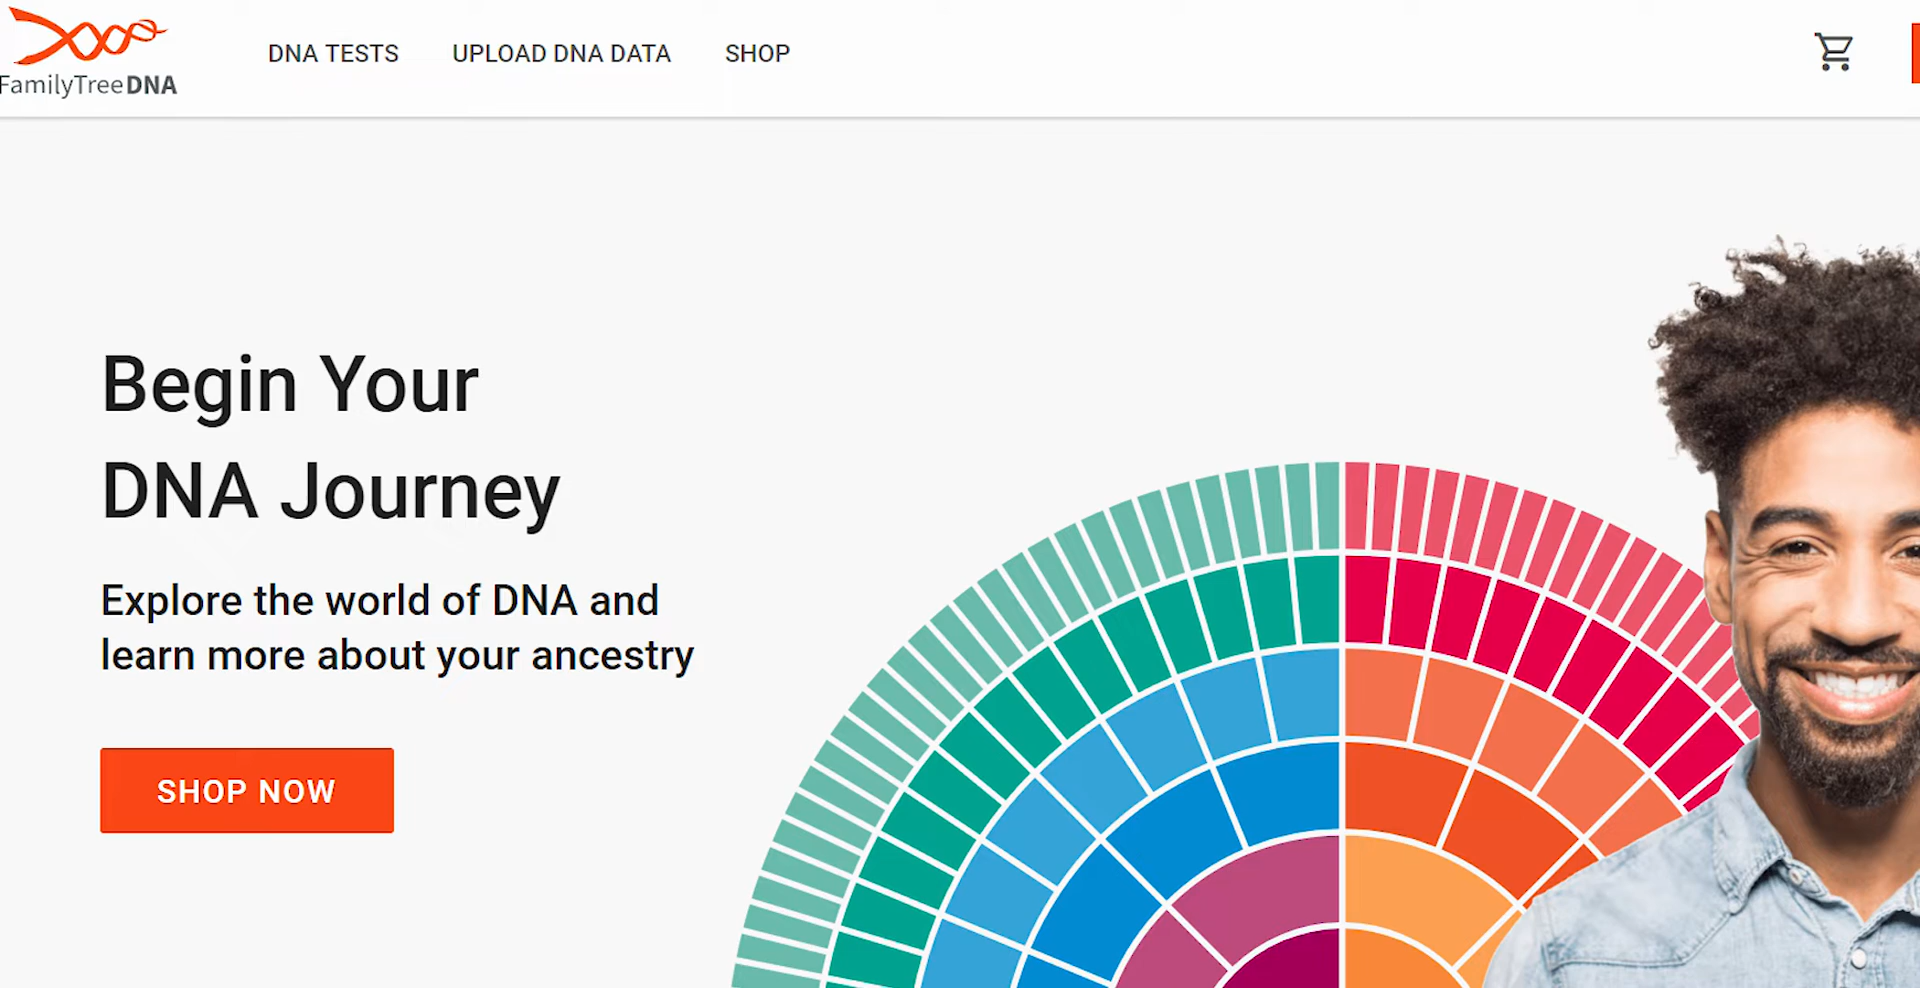 FamilyTreeDNA
DNA TESTS
UPLOAD DNA DATA
SHOP
Begin Your
DNA Journey
Explore the world of DNA and
learn more about your ancestry
SHOP NOW